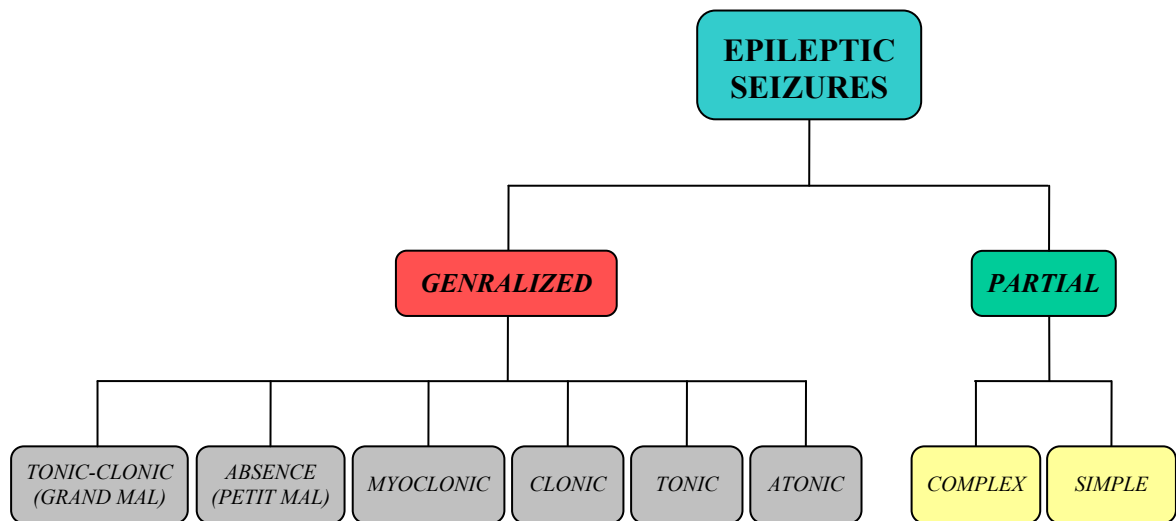 EPILEPTIC
SEIZURES
GENRALIZED
PARTIAL
TONIC-CLONIC
(GRAND MAL)
ABSENCE
(PETIT MAL)
MYOCLONIC
CLONIC
TONIC
ATONIC
COMPLEX
SIMPLE